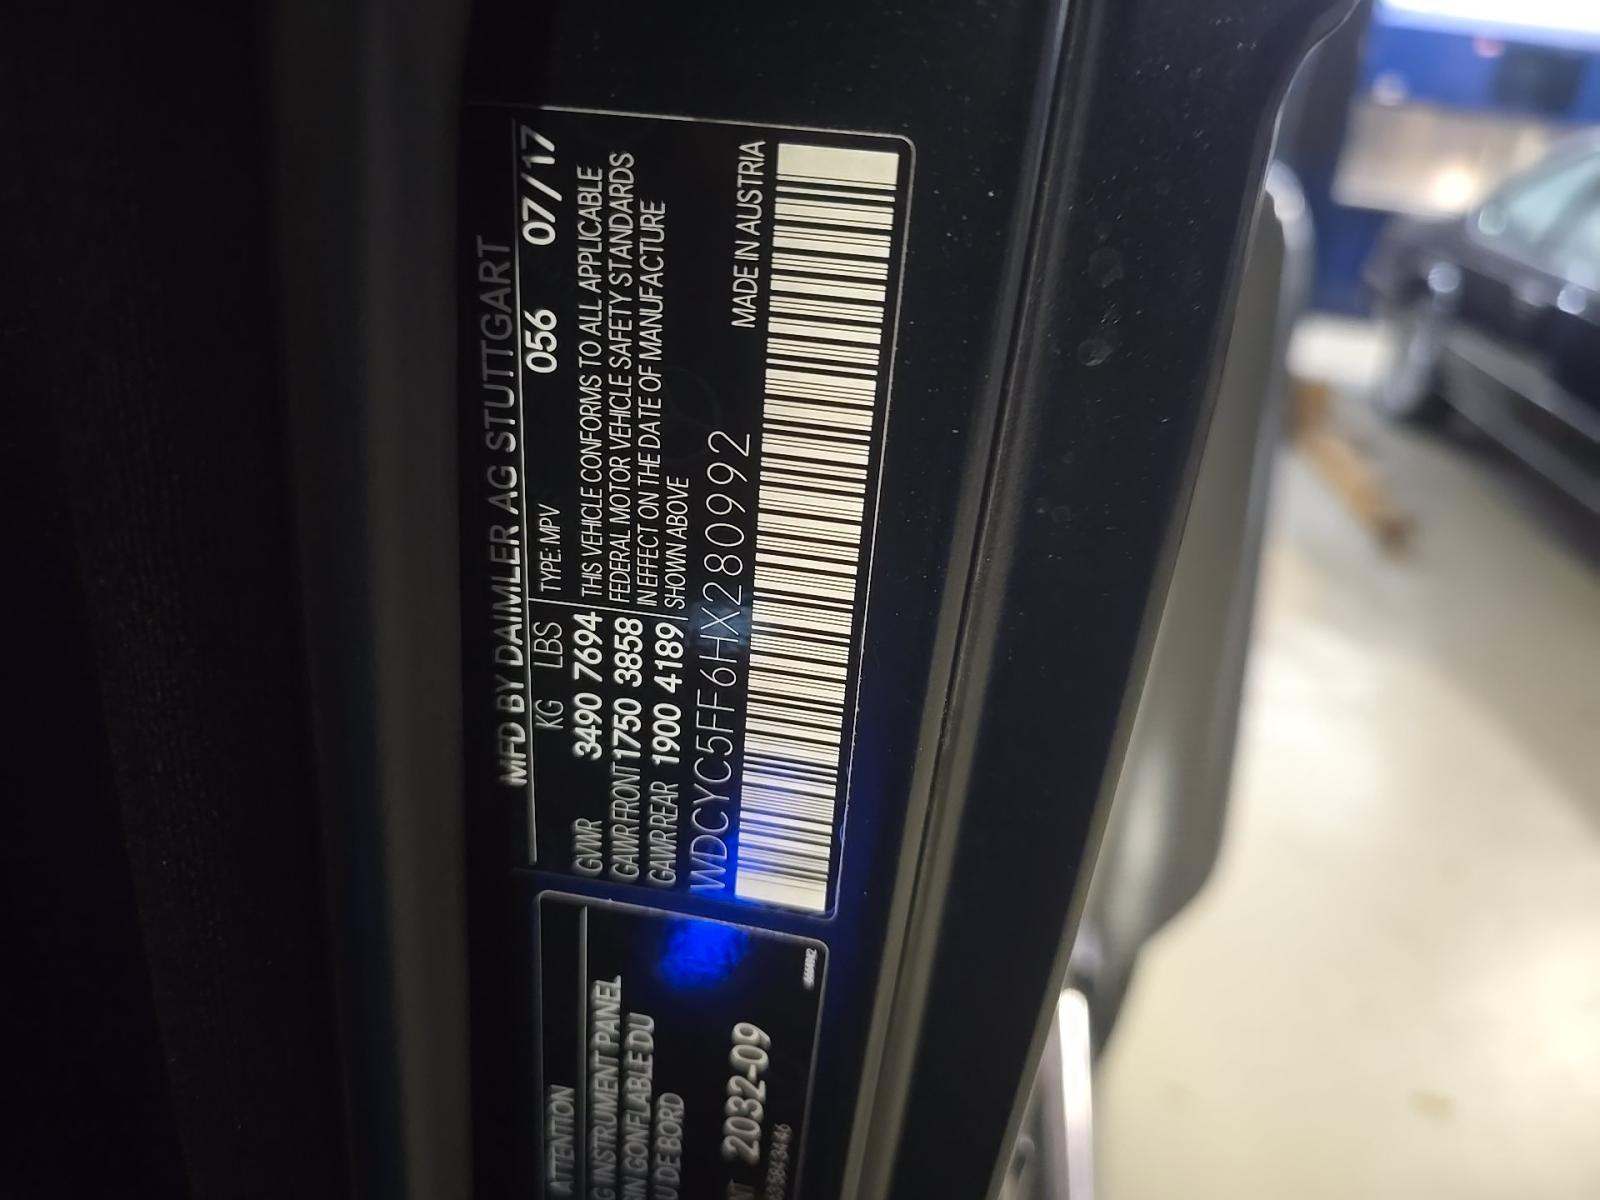 MFD BY DAIMLER AG STUTTGART
KG LBS TYPE: MPV 056 07/17
GVWR 3490 7694 THIS VEHICLE CONFORMS TO ALL APPLICABLE
GAWR FRONT 1750 3858 FEDERAL MOTOR VEHICLE SAFETY STANDARDS
GAWR REAR 1900 4189 IN EFFECT ON THE DATE OF MANUFACTURE
SHOWN ABOVE
WDCYC5FF6HX280992 MADE IN AUSTRIA
ATTENTION
INSTRUMENT PANEL
GONFLABLE DU
DE BORD
2032-09